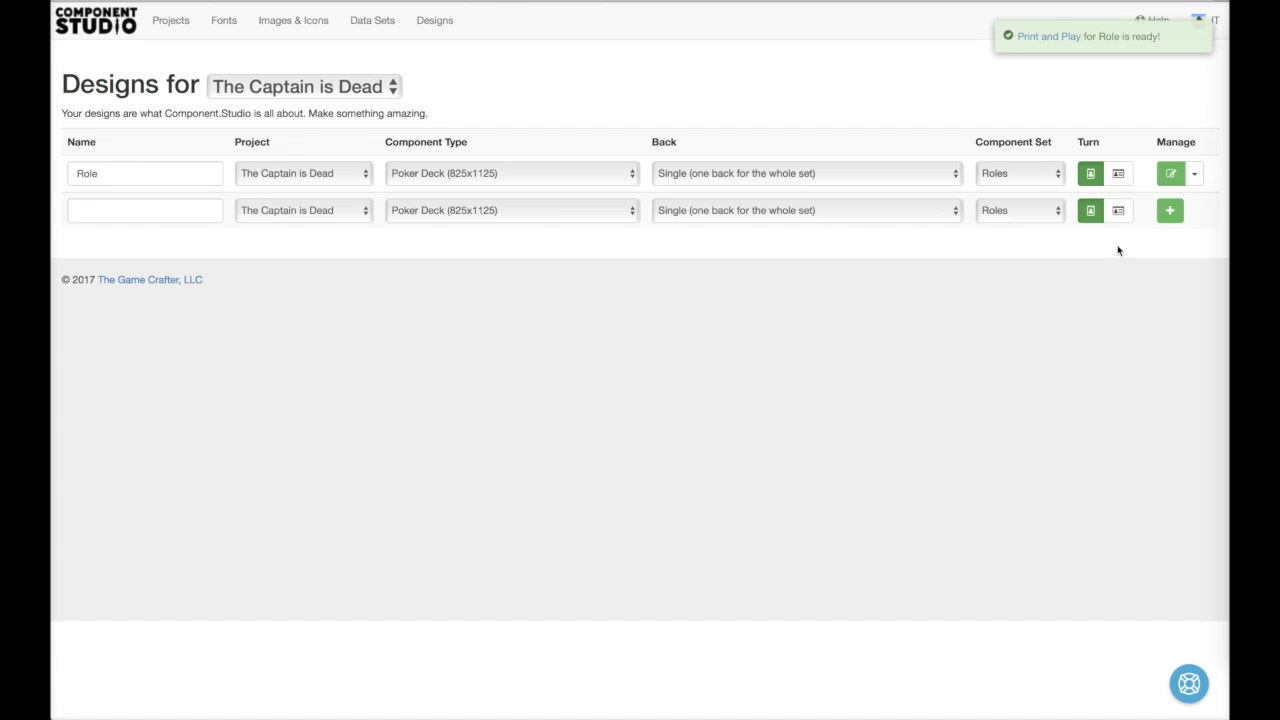 COMPONENT STUDIO
Projects Fonts Images & Icons Data Sets Designs Help IT
Print and Play for Role is ready!
Designs for The Captain is Dead
Your designs are what Component.Studio is all about. Make something amazing.
Name Project Component Type Back Component Set Turn Manage
Role The Captain is Dead Poker Deck (825x1125) Single (one back for the whole set) Roles
The Captain is Dead Poker Deck (825x1125) Single (one back for the whole set) Roles
© 2017 The Game Crafter, LLC